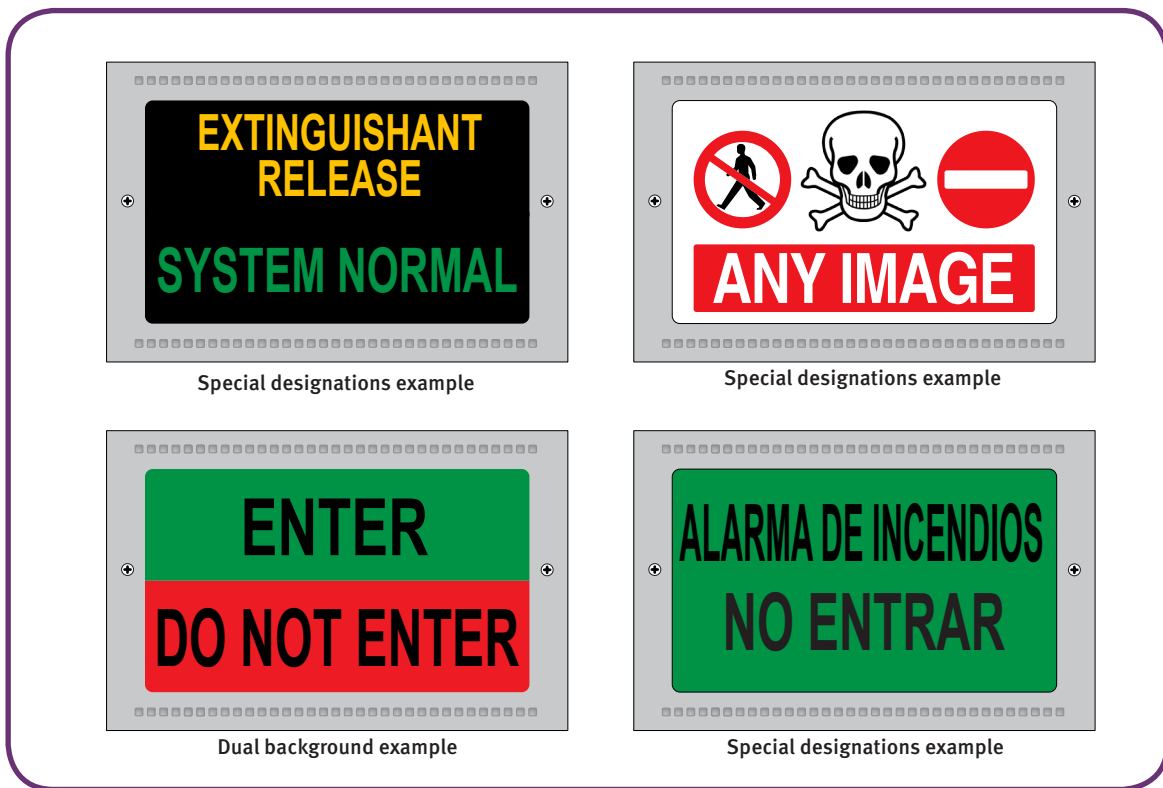 EXTINGUISHANT
RELEASE
SYSTEM NORMAL
Special designations example
ANY IMAGE
Special designations example
ENTER
DO NOT ENTER
Dual background example
ALARMA DE INCENDIOS
NO ENTRAR
Special designations example